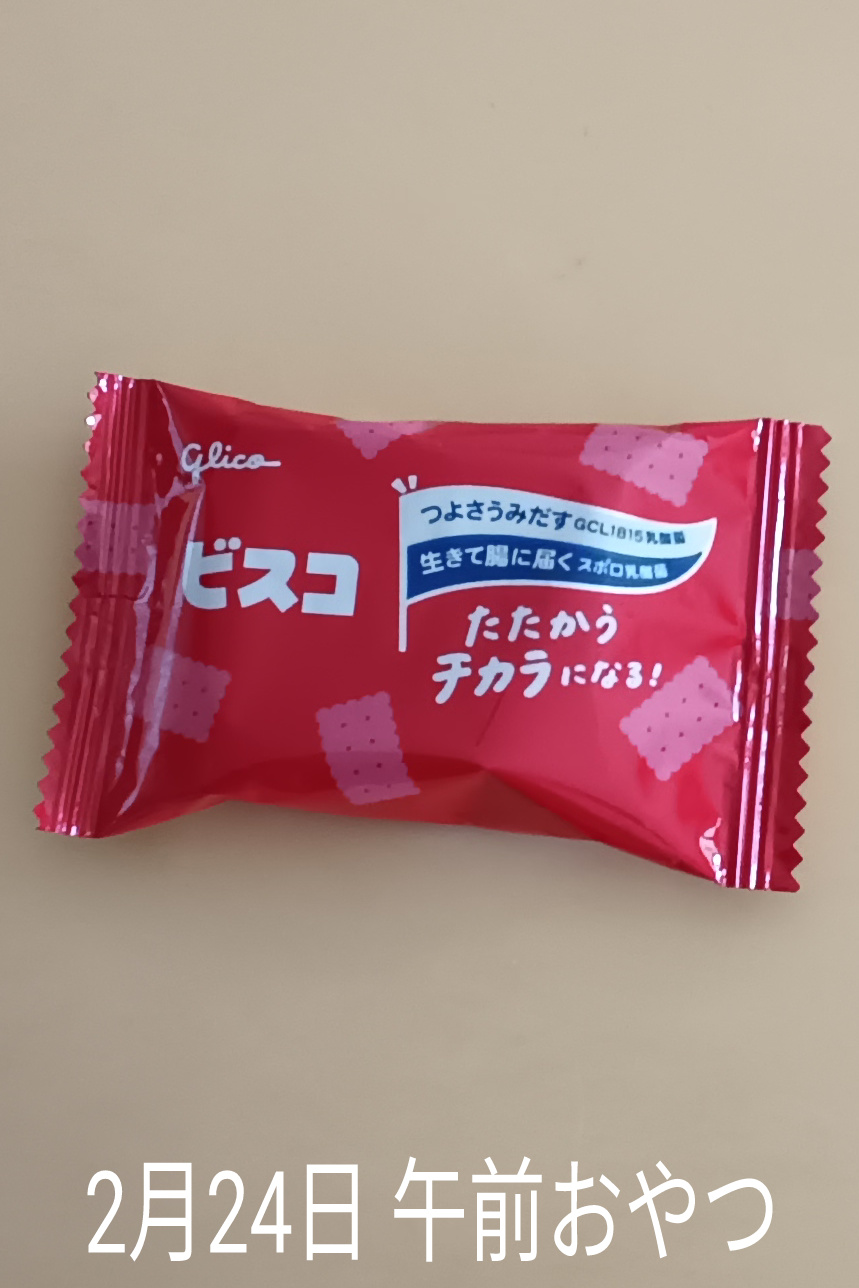 Glico
ビスコ
つよさうみだすGCL1815乳酸菌
生きて腸に届くスポロ乳酸菌
たたかう
チカラになる!
2月24日 午前おやつ